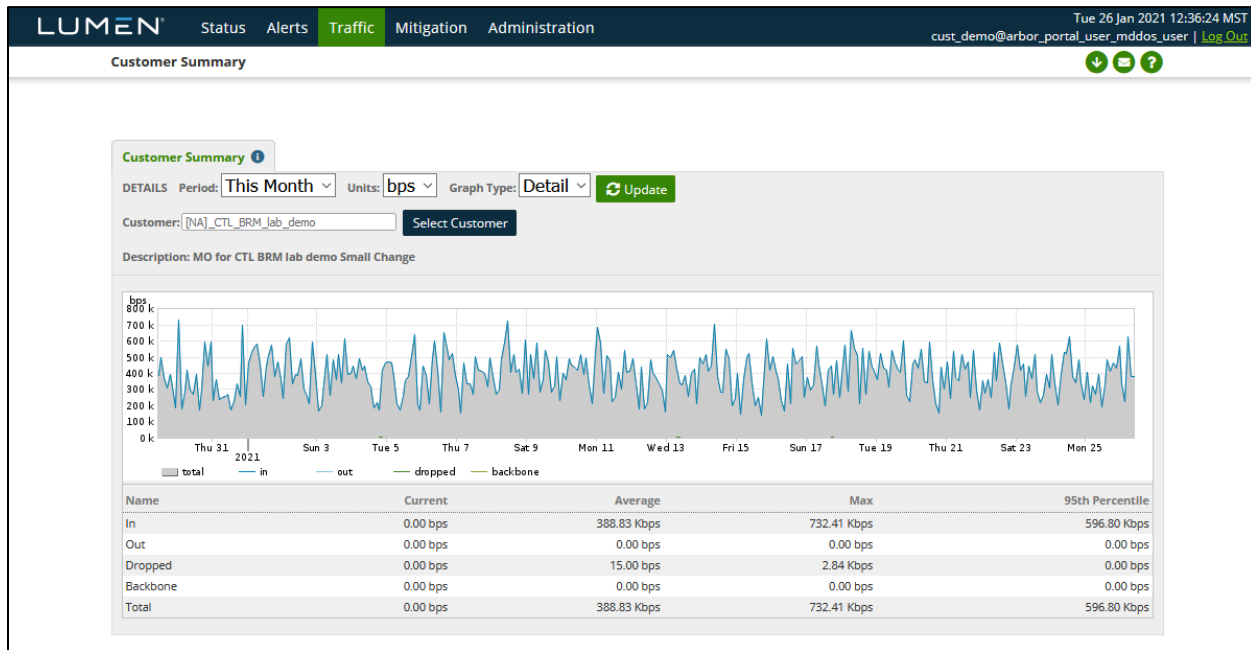 LUMEN® Status Alerts Traffic Mitigation Administration
Tue 26 Jan 2021 12:36:24 MST
cust_demo@arbor_portal_user_mddos_user | Log Out
Customer Summary
Customer Summary
DETAILS Period: This Month Units: bps Graph Type: Detail Update
Customer: [NA]_CTL_BRM_lab_demo Select Customer
Description: MO for CTL BRM lab demo Small Change
bps
800 k
700 k
600 k
500 k
400 k
300 k
200 k
100 k
0 k
Thu 31 Sun 3 Tue 5 Thu 7 Sat 9 Mon 11 Wed 13 Fri 15 Sun 17 Tue 19 Thu 21 Sat 23 Mon 25
2021
total in out dropped backbone
Name Current Average Max 95th Percentile
In 0.00 bps 388.83 Kbps 732.41 Kbps 596.80 Kbps
Out 0.00 bps 0.00 bps 0.00 bps 0.00 bps
Dropped 0.00 bps 15.00 bps 2.84 Kbps 0.00 bps
Backbone 0.00 bps 0.00 bps 0.00 bps 0.00 bps
Total 0.00 bps 388.83 Kbps 732.41 Kbps 596.80 Kbps